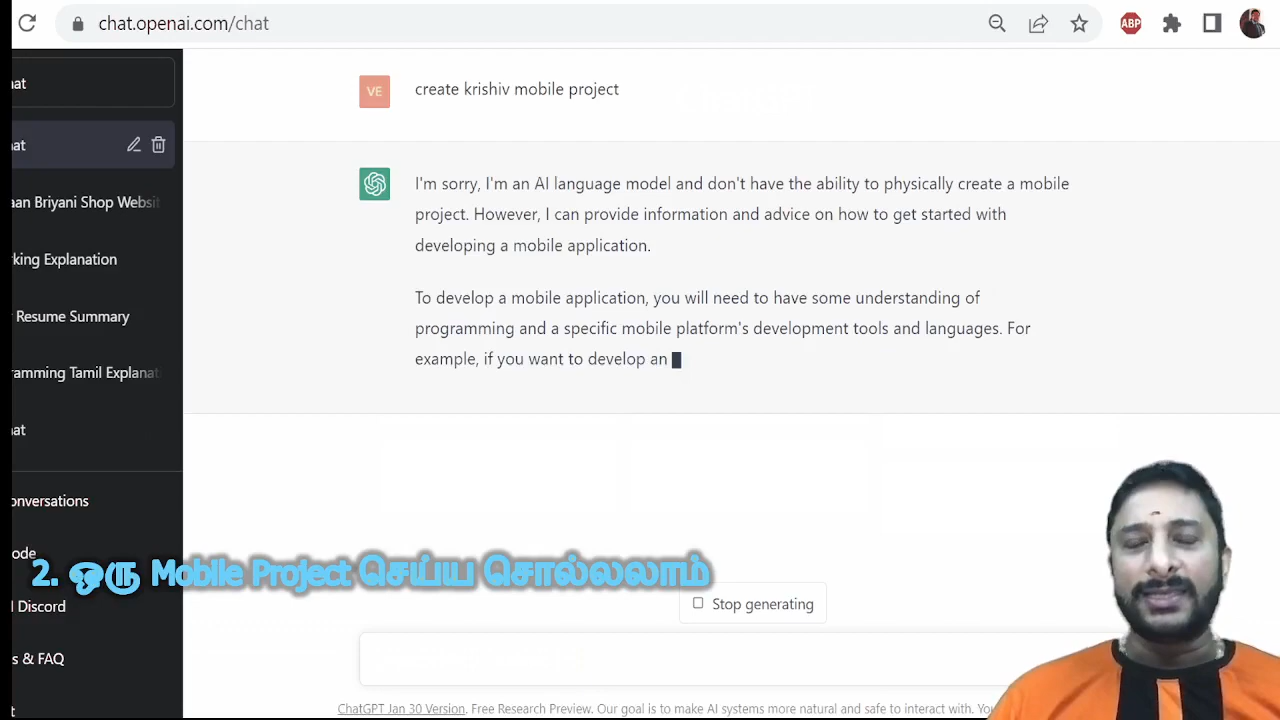 chat.openai.com/chat
ABP
at
VE
create krishiv mobile project
at
aan Briyani Shop Websit
king Explanation
Resume Summary
ramming Tamil Explanat
at
I'm sorry, I'm an AI language model and don't have the ability to physically create a mobile
project. However, I can provide information and advice on how to get started with
developing a mobile application.
To develop a mobile application, you will need to have some understanding of
programming and a specific mobile platform's development tools and languages. For
example, if you want to develop an
onversations
ode
Discord
s & FAQ
t
2. ஒரு Mobile Project செய்ய சொல்லலாம்
Stop generating
ChatGPT Jan 30 Version. Free Research Preview. Our goal is to make AI systems more natural and safe to interact with.